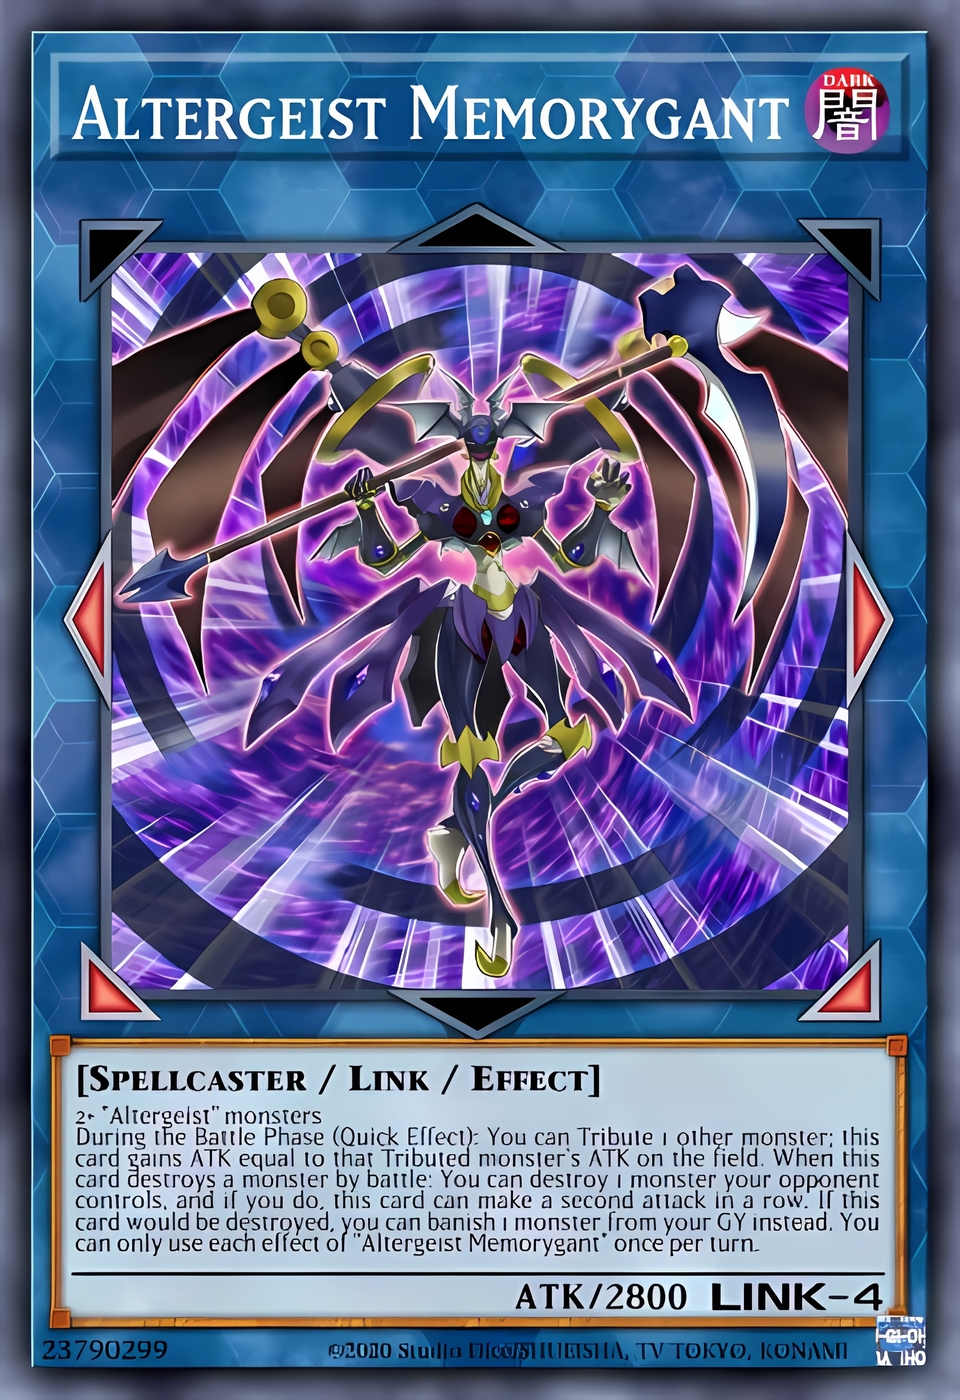 ALTERGEIST MEMORYGANT
DARK
闇
[SPELLCASTER / LINK / EFFECT]
2+ "Altergeist" monsters
During the Battle Phase (Quick Effect): You can Tribute 1 other monster; this
card gains ATK equal to that Tributed monster's ATK on the field. When this
card destroys a monster by battle: You can destroy 1 monster your opponent
controls, and if you do, this card can make a second attack in a row. If this
card would be destroyed, you can banish 1 monster from your GY instead. You
can only use each effect of "Altergeist Memorygant" once per turn.
ATK/2800 LINK-4
23790299
TV TOKYO, KONAMI